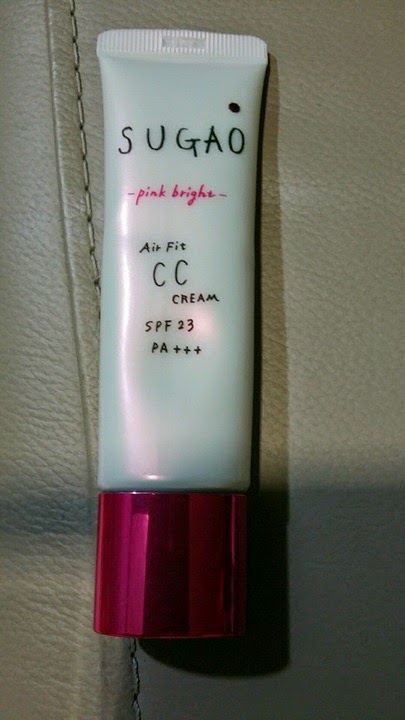 SUGAO
-pink bright-
Air Fit
CC
CREAM
SPF 23
PA+++